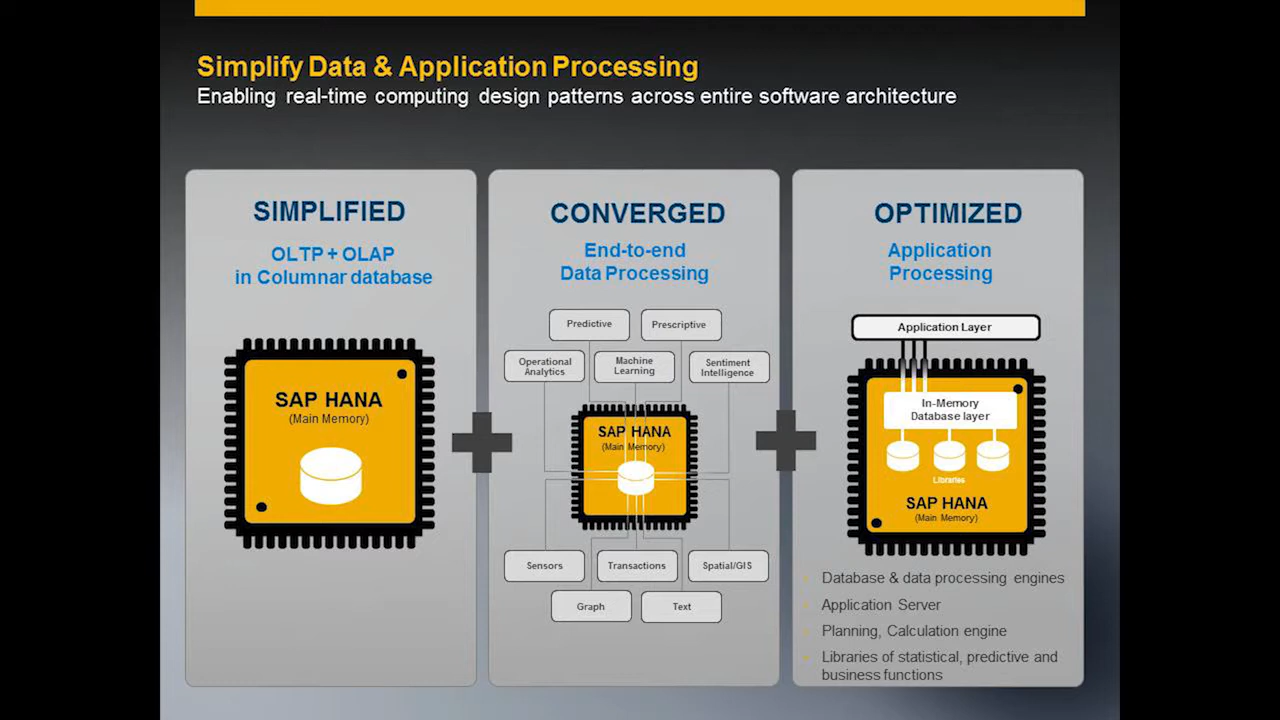 Simplify Data & Application Processing
Enabling real-time computing design patterns across entire software architecture
SIMPLIFIED
OLTP + OLAP
in Columnar database
SAP HANA
(Main Memory)
CONVERGED
End-to-end
Data Processing
Predictive
Prescriptive
Operational
Analytics
Machine
Learning
Sentiment
Intelligence
SAP HANA
(Main Memory)
Sensors
Transactions
Spatial/GIS
Graph
Text
OPTIMIZED
Application
Processing
Application Layer
In-Memory
Database layer
Libraries
SAP HANA
(Main Memory)
Database & data processing engines
Application Server
Planning, Calculation engine
Libraries of statistical, predictive and
business functions